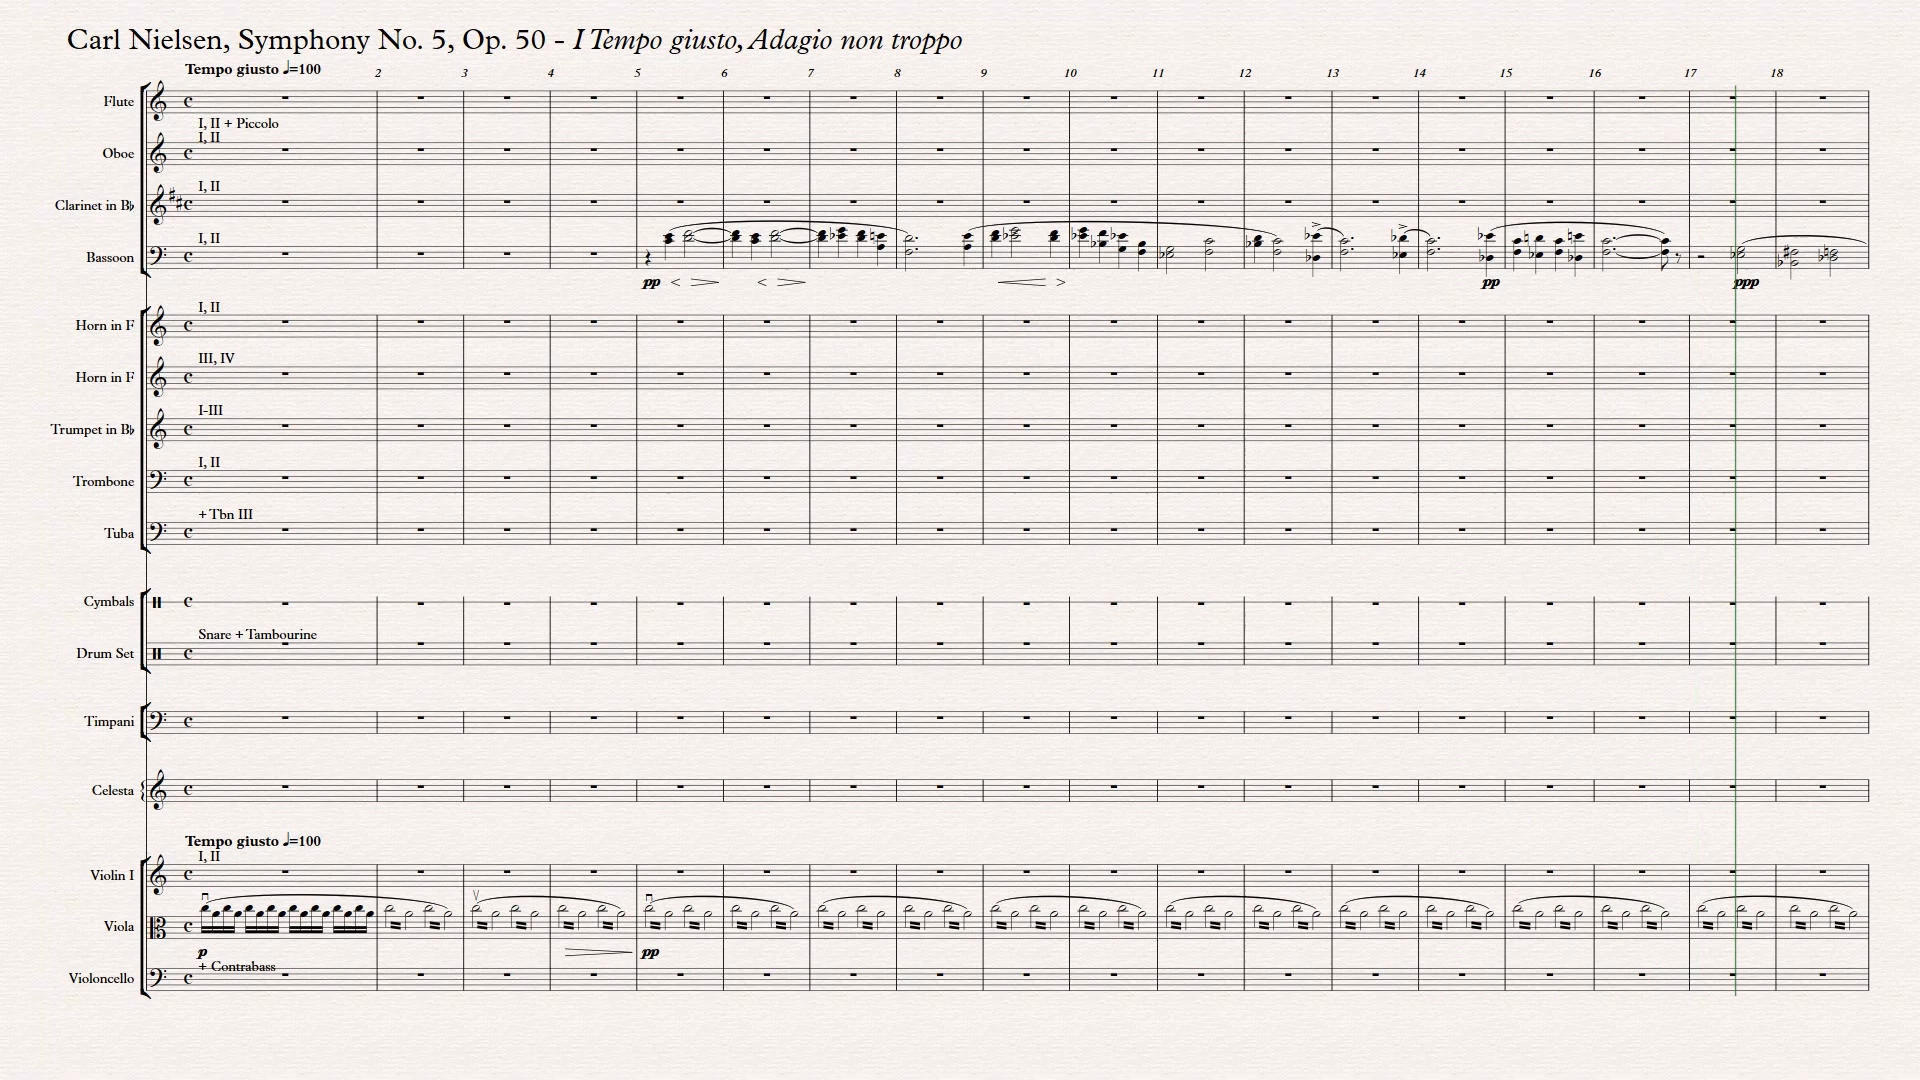 Carl Nielsen, Symphony No. 5, Op. 50 - I Tempo giusto, Adagio non troppo
Tempo giusto ♩=100
2 3 4 5 6 7 8 9 10 11 12 13 14 15 16 17 18
Flute
I, II + Piccolo
I, II
Oboe
I, II
Clarinet in B♭
I, II
Bassoon
pp pp ppp
I, II
Horn in F
III, IV
Horn in F
I-III
Trumpet in B♭
I, II
Trombone
+ Tbn III
Tuba
Cymbals
Snare + Tambourine
Drum Set
Timpani
Celesta
Tempo giusto ♩=100
I, II
Violin I
Viola
p pp
+ Contrabass
Violoncello